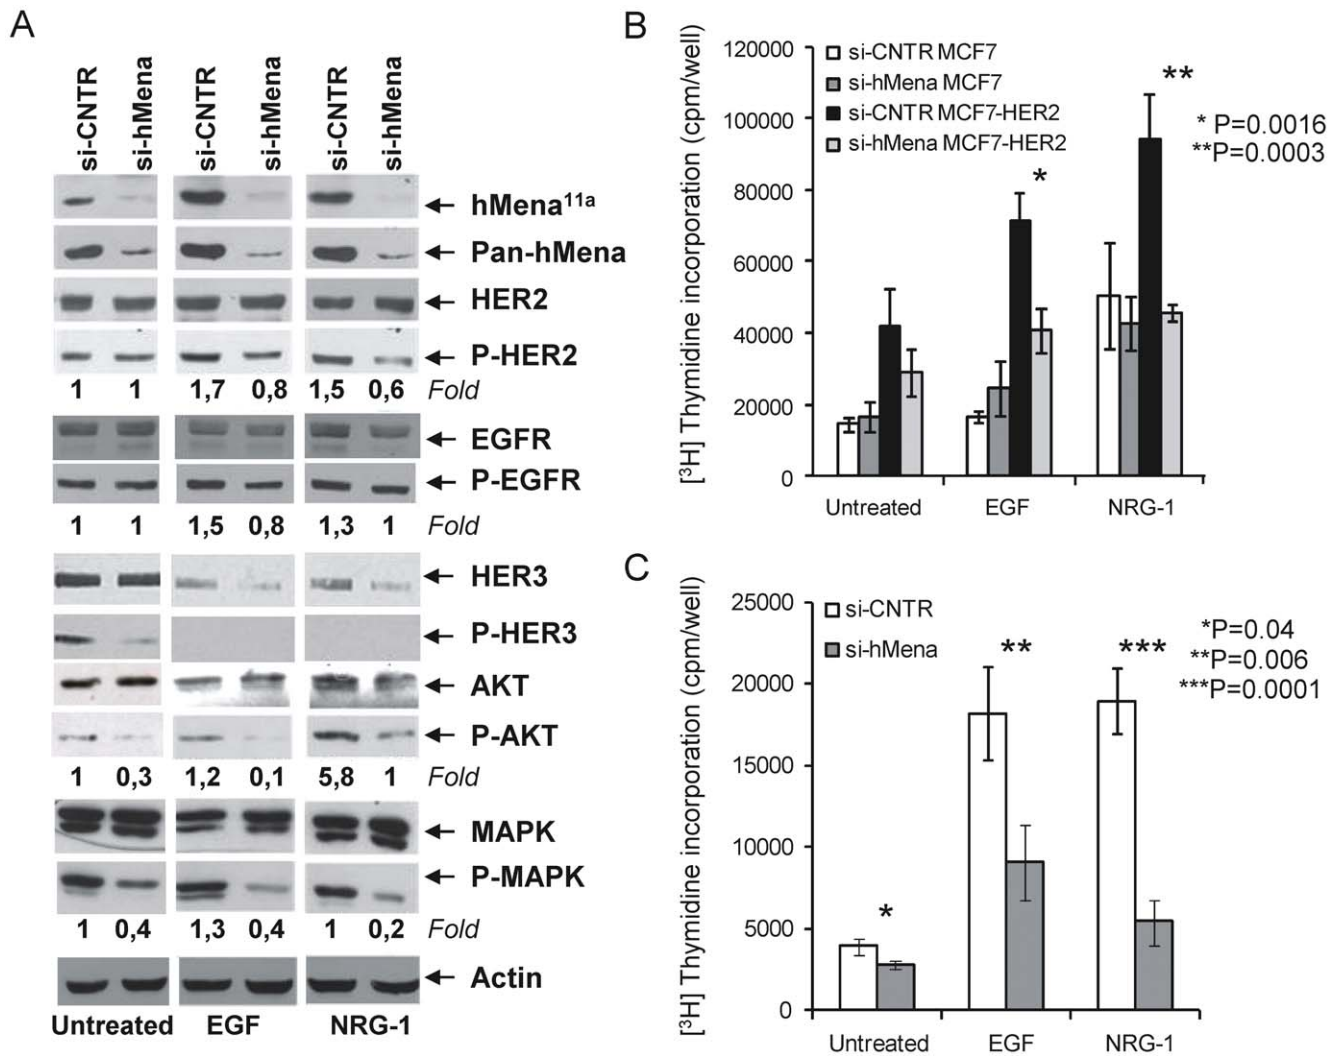 A
si-CNTR
si-hMena
si-CNTR
si-hMena
si-CNTR
si-hMena
hMena11a
Pan-hMena
HER2
P-HER2
1 1 1,7 0,8 1,5 0,6 Fold
EGFR
P-EGFR
1 1 1,5 0,8 1,3 1 Fold
HER3
P-HER3
AKT
P-AKT
1 0,3 1,2 0,1 5,8 1 Fold
MAPK
P-MAPK
1 0,4 1,3 0,4 1 0,2 Fold
Actin
Untreated EGF NRG-1
B
[3H] Thymidine incorporation (cpm/well)
120000
100000
80000
60000
40000
20000
0
si-CNTR MCF7
si-hMena MCF7
si-CNTR MCF7-HER2
si-hMena MCF7-HER2
*
**
* P=0.0016
**P=0.0003
Untreated EGF NRG-1
C
[3H] Thymidine incorporation (cpm/well)
25000
20000
15000
10000
5000
0
si-CNTR
si-hMena
*
**
***
*P=0.04
**P=0.006
***P=0.0001
Untreated EGF NRG-1